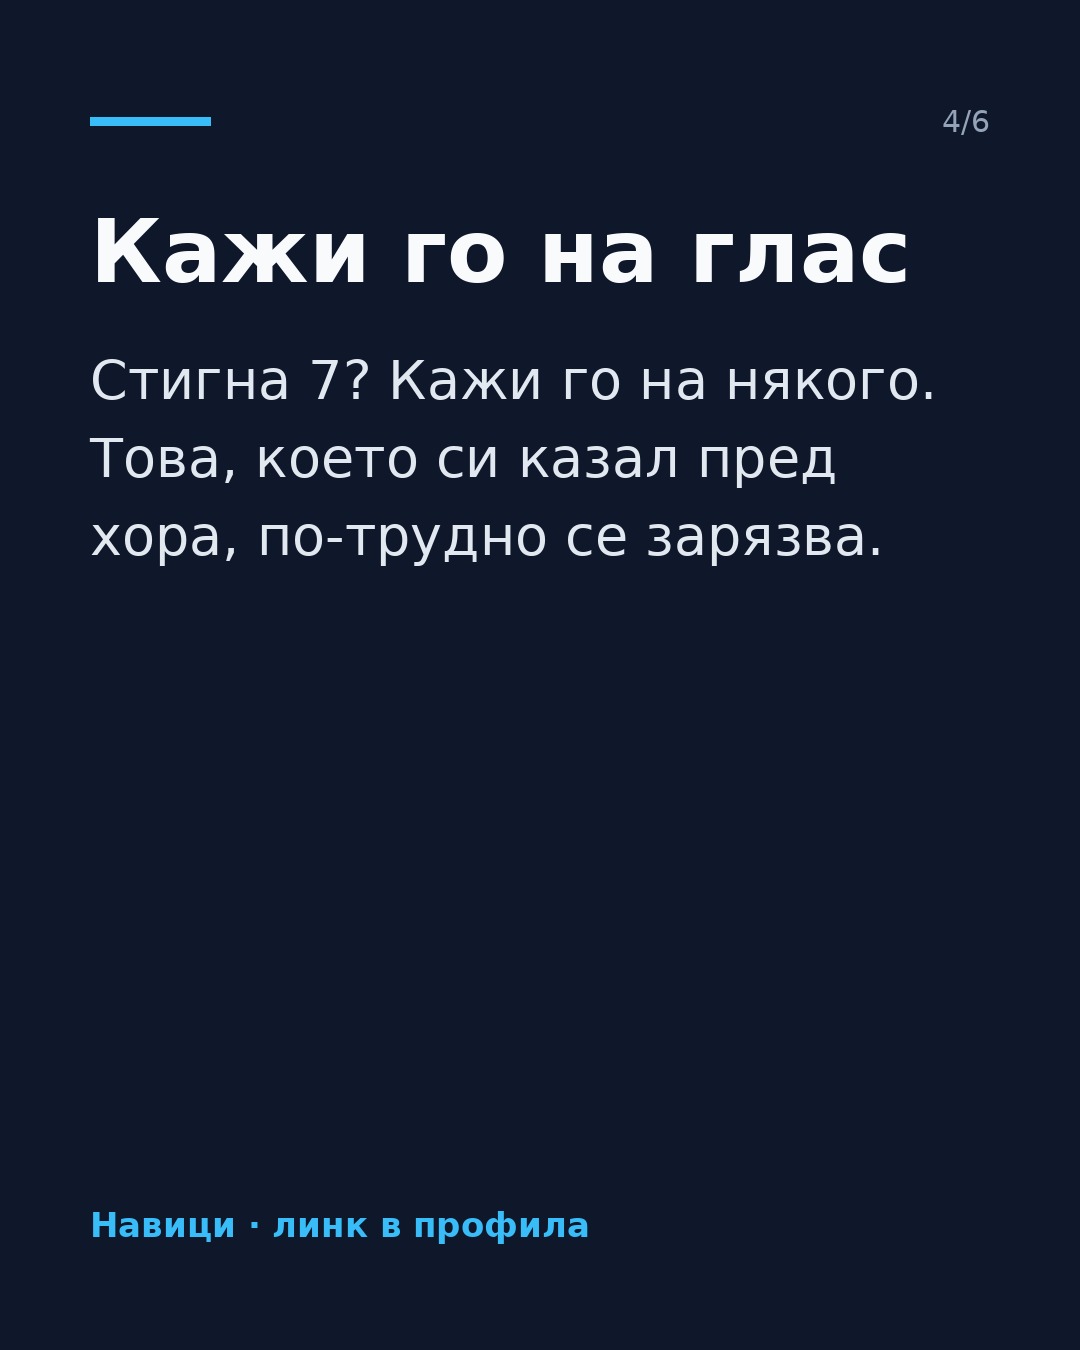 4/6
Кажи го на глас
Стигна 7? Кажи го на някого.
Това, което си казал пред
хора, по-трудно се зарязва.
Навици · линк в профила